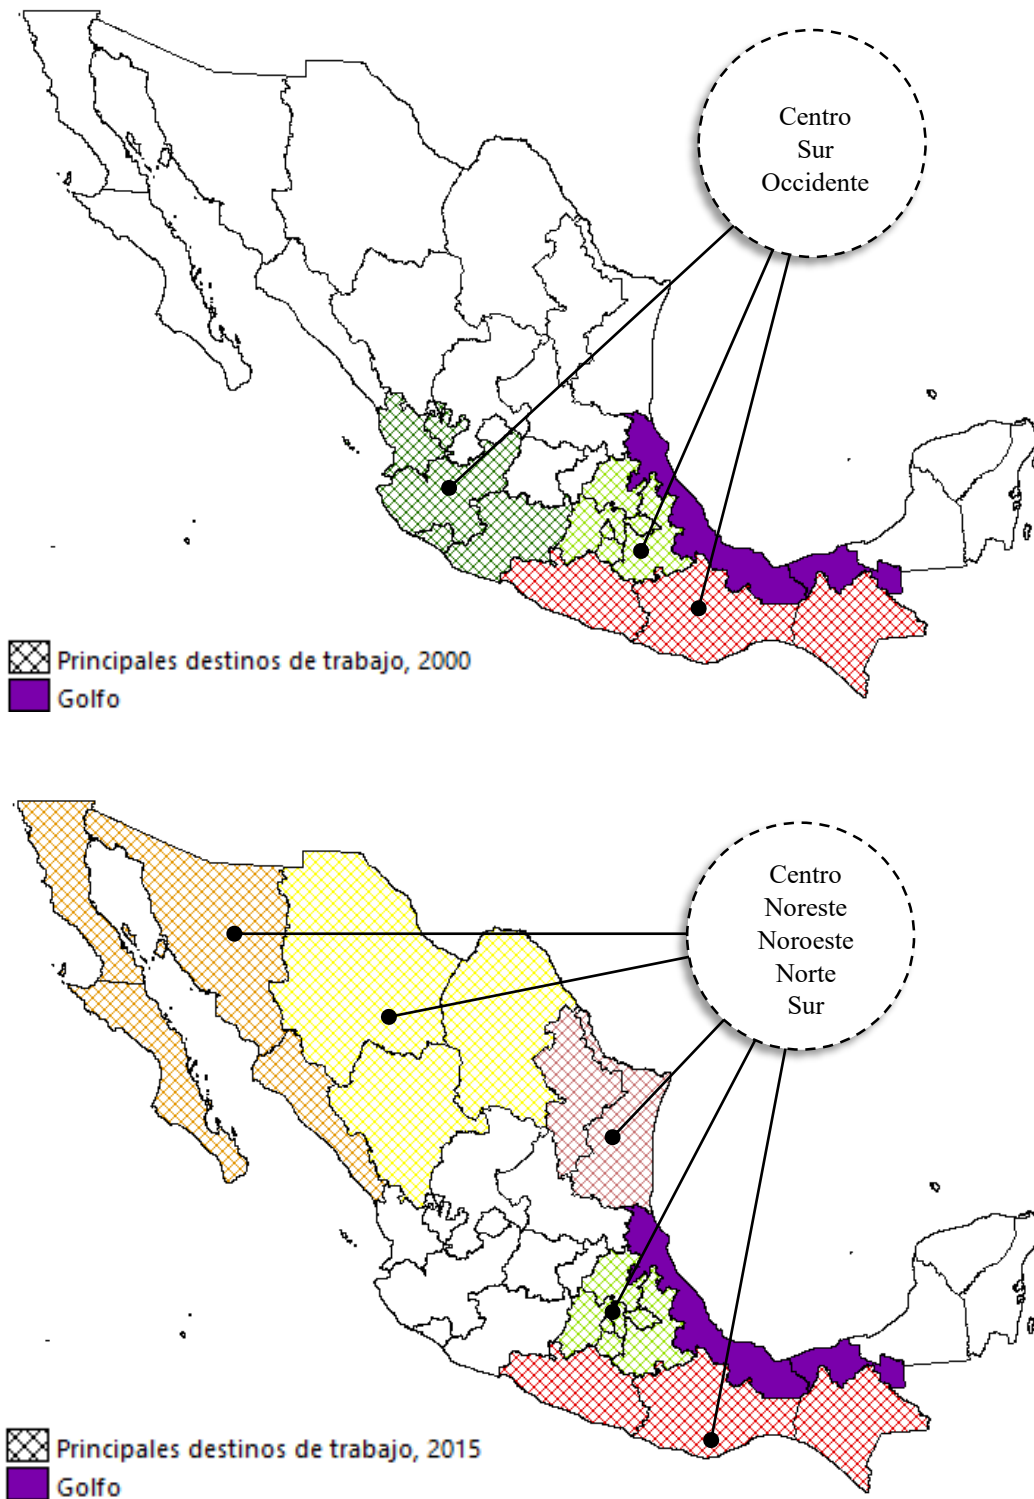 Centro
Sur
Occidente
Principales destinos de trabajo, 2000
Golfo
Centro
Noreste
Noroeste
Norte
Sur
Principales destinos de trabajo, 2015
Golfo